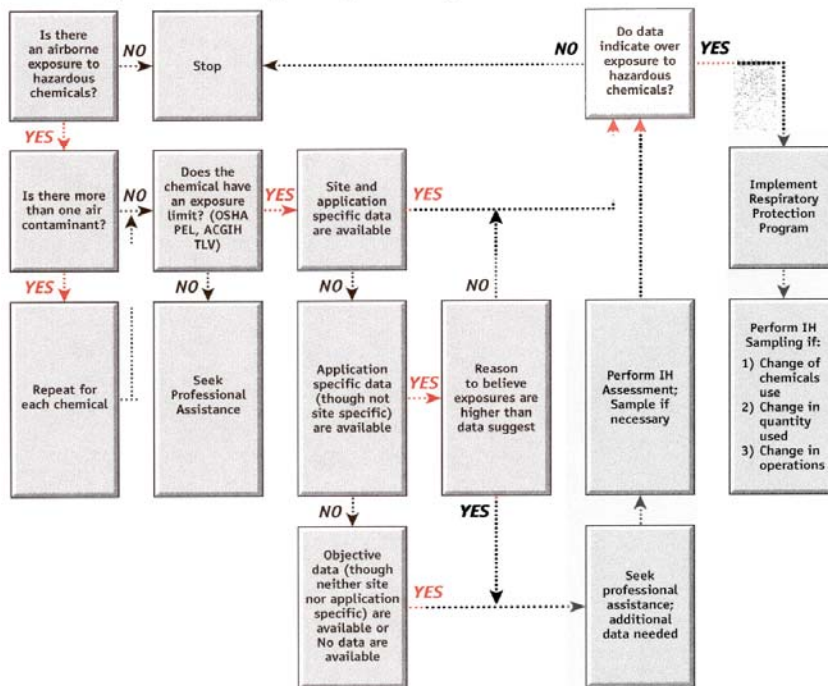 Is there
an airborne
exposure to
hazardous
chemicals?
NO
Stop
NO
Do data
indicate over
exposure to
hazardous
chemicals?
YES
YES
Is there more
than one air
contaminant?
NO
Does the
chemical have
an exposure
limit? (OSHA
PEL, ACGIH
TLV)
YES
Site and
application
specific data
are available
YES
Implement
Respiratory
Protection
Program
YES
NO
NO
NO
Repeat for
each chemical
Seek
Professional
Assistance
Application
specific data
(though not
site specific)
are available
YES
Reason
to believe
exposures are
higher than
data suggest
Perform IH
Assessment;
Sample if
necessary
Perform IH
Sampling if:
1) Change of
chemicals
use
2) Change in
quantity
used
3) Change in
operations
NO
YES
Objective
data (though
neither site
nor application
specific) are
available or
No data are
available
YES
Seek
professional
assistance;
additional
data needed